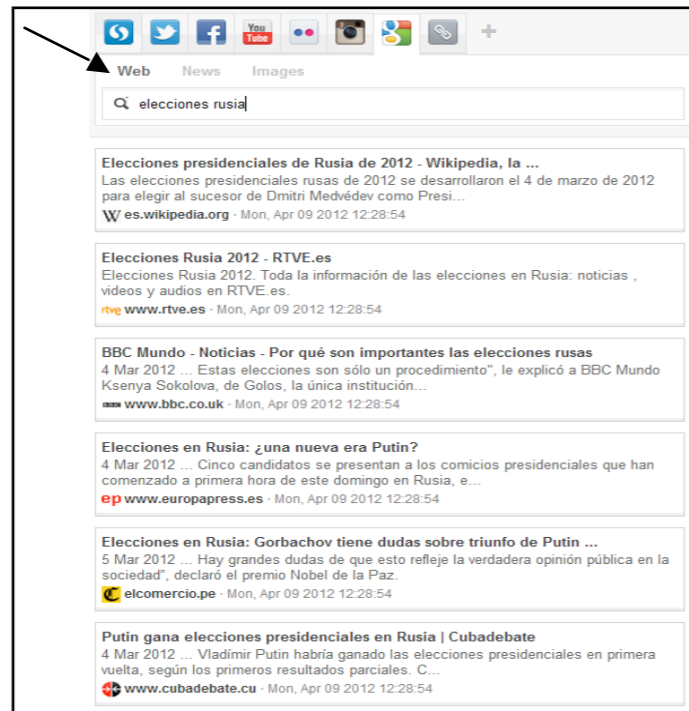 You
Tube
Web News Images
elecciones rusia
Elecciones presidenciales de Rusia de 2012 - Wikipedia, la ...
Las elecciones presidenciales rusas de 2012 se desarrollaron el 4 de marzo de 2012
para elegir al sucesor de Dmitri Medvédev como Presi...
W es.wikipedia.org · Mon, Apr 09 2012 12:28:54
Elecciones Rusia 2012 - RTVE.es
Elecciones Rusia 2012. Toda la información de las elecciones en Rusia: noticias ,
videos y audios en RTVE.es.
rtve www.rtve.es · Mon, Apr 09 2012 12:28:54
BBC Mundo - Noticias - Por qué son importantes las elecciones rusas
4 Mar 2012 ... Estas elecciones son sólo un procedimiento", le explicó a BBC Mundo
Ksenya Sokolova, de Golos, la única institución...
www.bbc.co.uk · Mon, Apr 09 2012 12:28:54
Elecciones en Rusia: ¿una nueva era Putin?
4 Mar 2012 ... Cinco candidatos se presentan a los comicios presidenciales que han
comenzado a primera hora de este domingo en Rusia, e...
ep www.europapress.es · Mon, Apr 09 2012 12:28:54
Elecciones en Rusia: Gorbachov tiene dudas sobre triunfo de Putin ...
5 Mar 2012 ... Hay grandes dudas de que esto refleje la verdadera opinión pública en la
sociedad", declaró el premio Nobel de la Paz.
elcomercio.pe · Mon, Apr 09 2012 12:28:54
Putin gana elecciones presidenciales en Rusia | Cubadebate
4 Mar 2012 ... Vladímir Putin habría ganado las elecciones presidenciales en primera
vuelta, según los primeros resultados parciales. C...
www.cubadebate.cu · Mon, Apr 09 2012 12:28:54